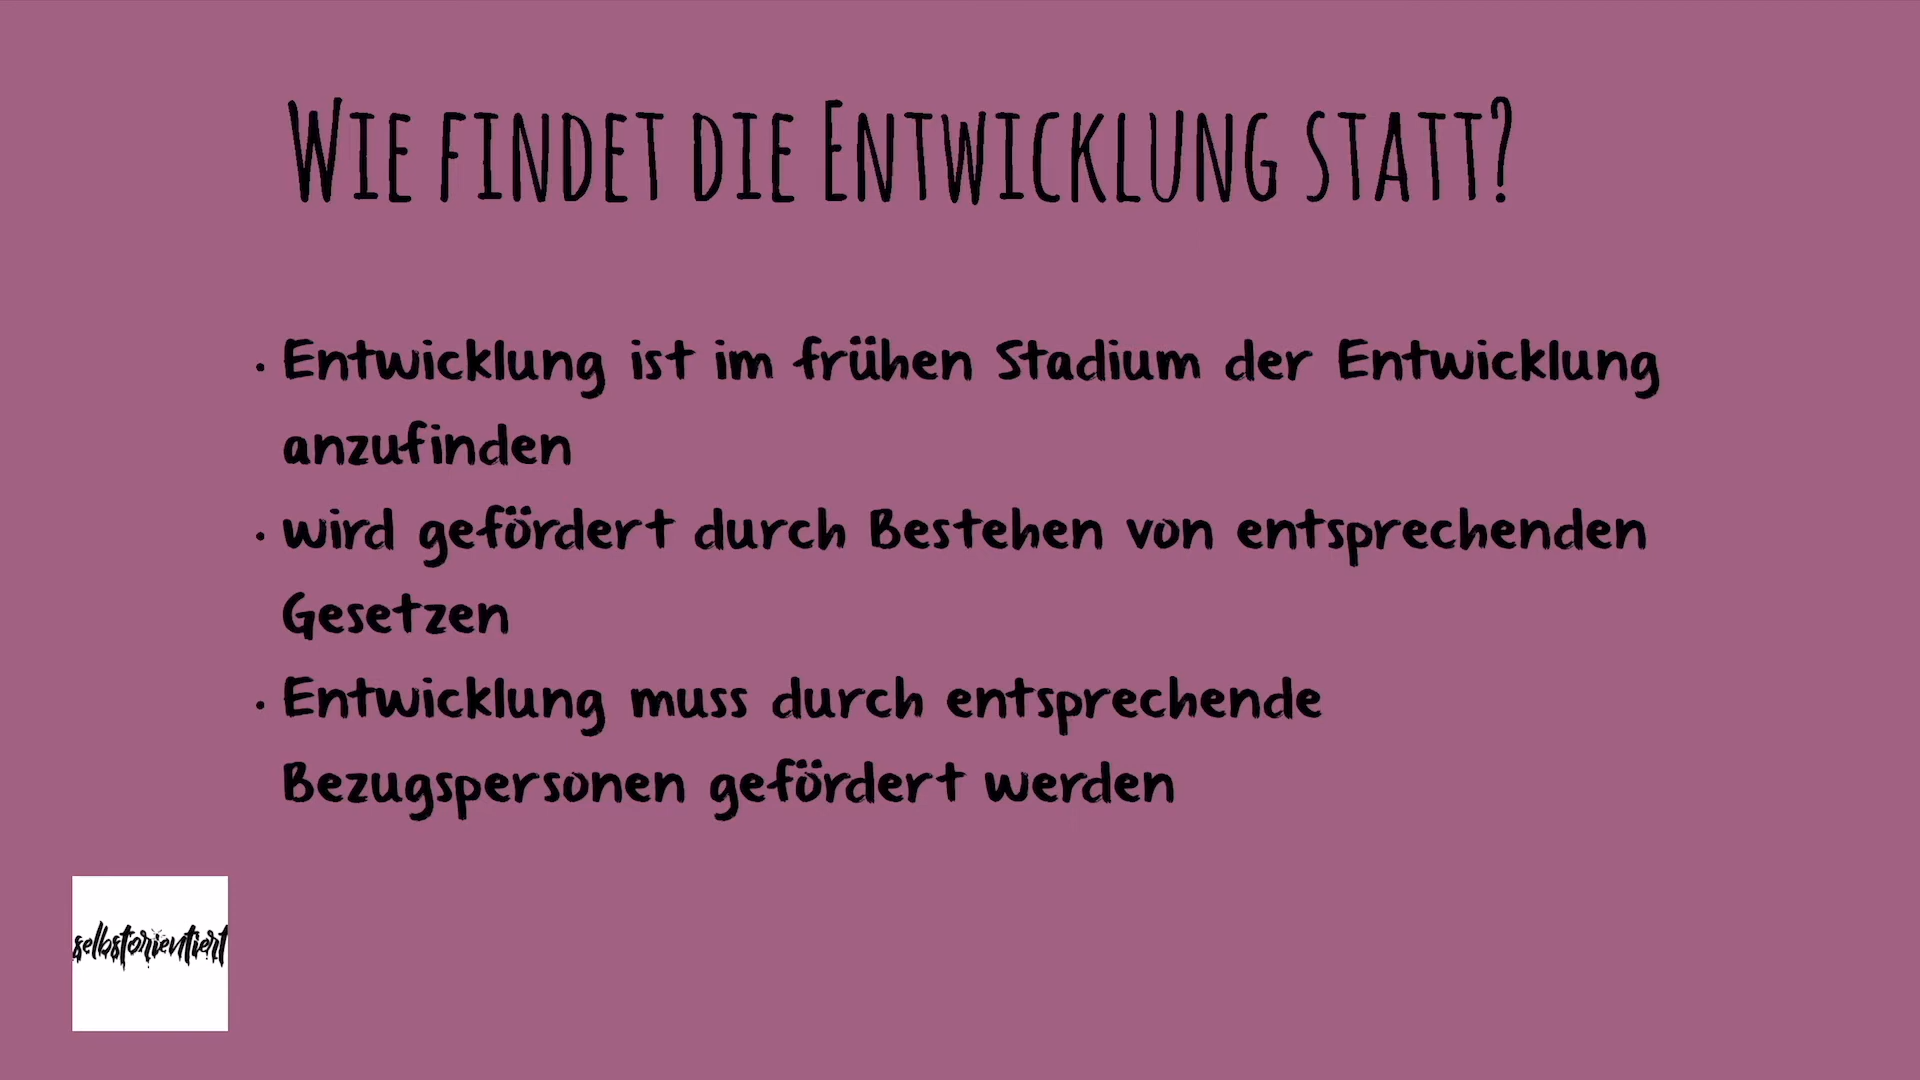 Wie findet die Entwicklung statt?
· Entwicklung ist im frühen Stadium der Entwicklung
anzufinden
· wird gefördert durch Bestehen von entsprechenden
Gesetzen
· Entwicklung muss durch entsprechende
Bezugspersonen gefördert werden
selbstorientiert